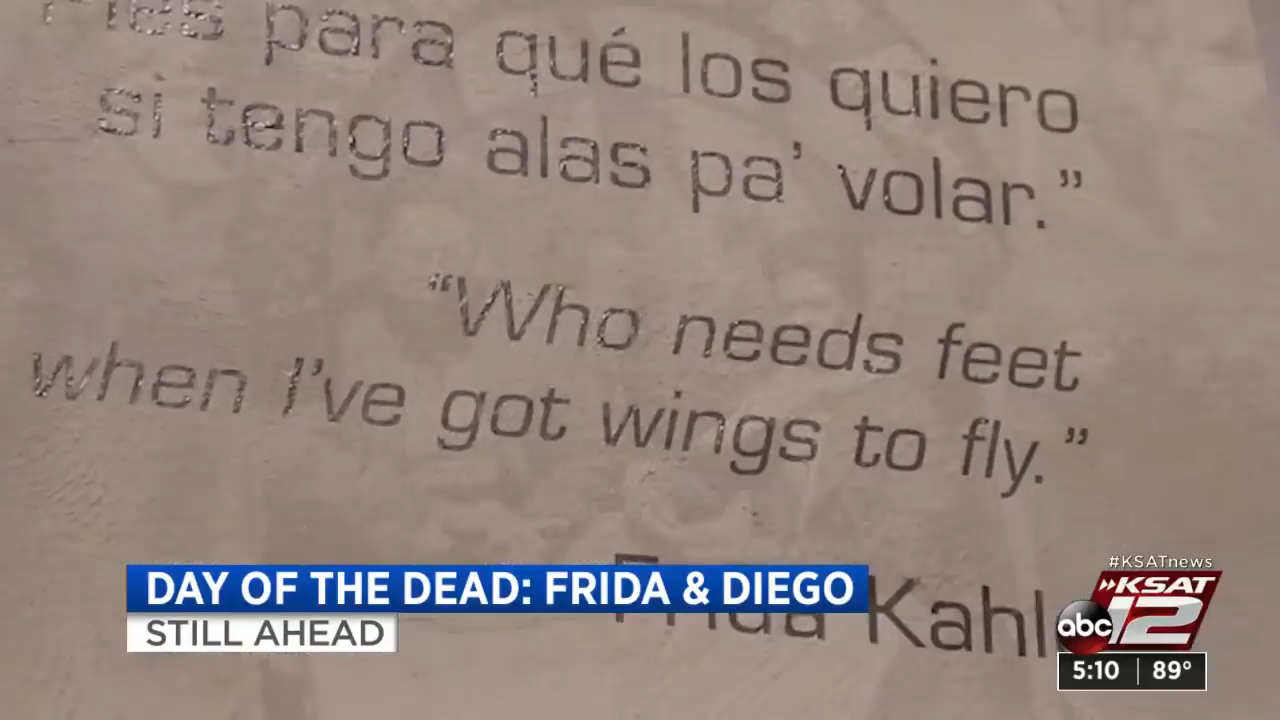 para qué los quiero
si tengo alas pa’ volar.”
“Who needs feet
when I’ve got wings to fly.”
Kahl
DAY OF THE DEAD: FRIDA & DIEGO
STILL AHEAD
#KSATnews
KSAT
abc 12
5:10 89°